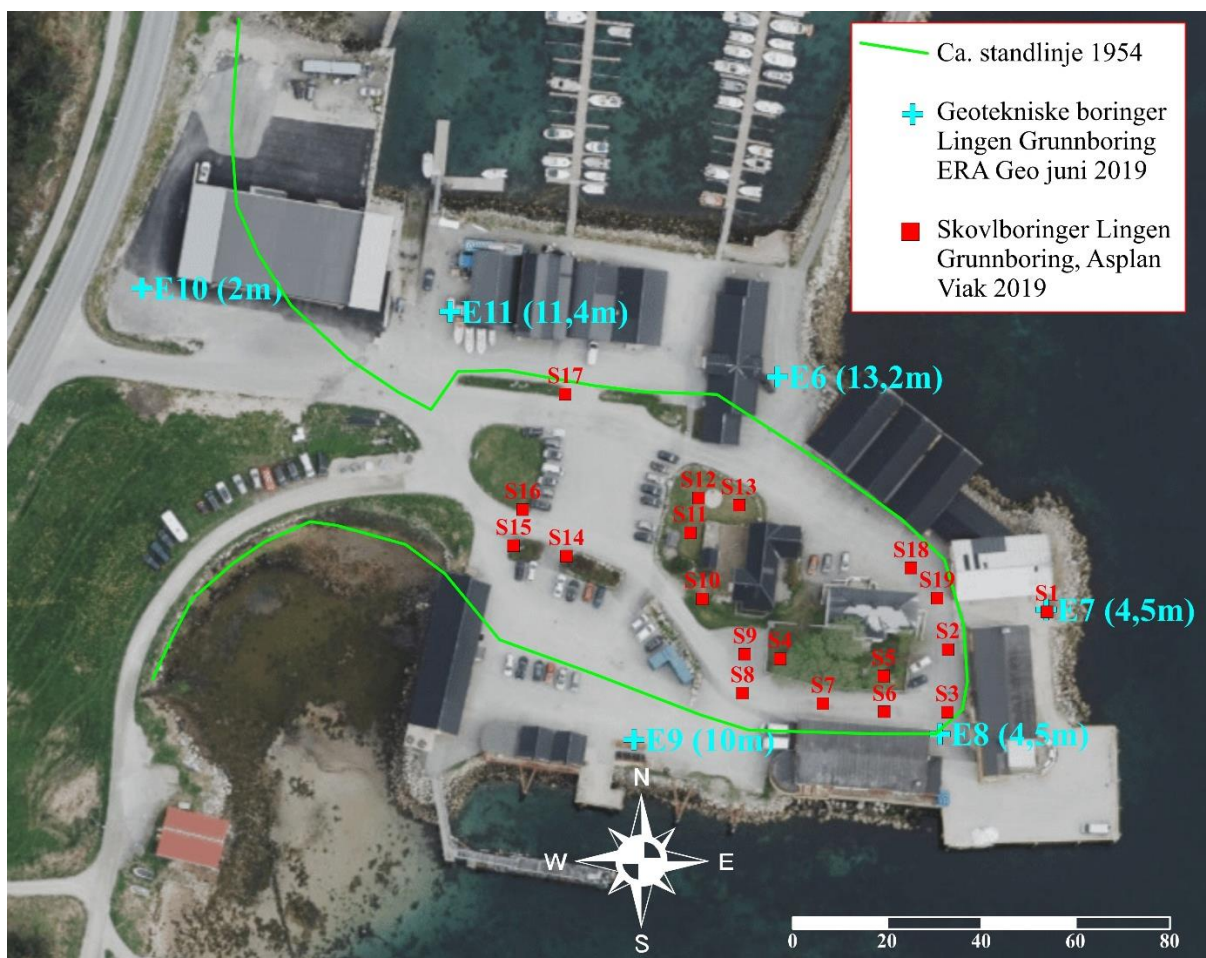 Ca. standlinje 1954
Geotekniske boringer
Lingen Grunnboring
ERA Geo juni 2019
Skovlboringer Lingen
Grunnboring, Asplan
Viak 2019
E10 (2m)
E11 (11,4m)
E6 (13,2m)
S17
S12
S13
S16
S11
S15
S14
S18
S10
S19
S1
E7 (4,5m)
S9
S4
S2
S5
S8
S7
S6
S3
E9 (10m)
E8 (4,5m)
N
W
E
S
0
20
40
60
80